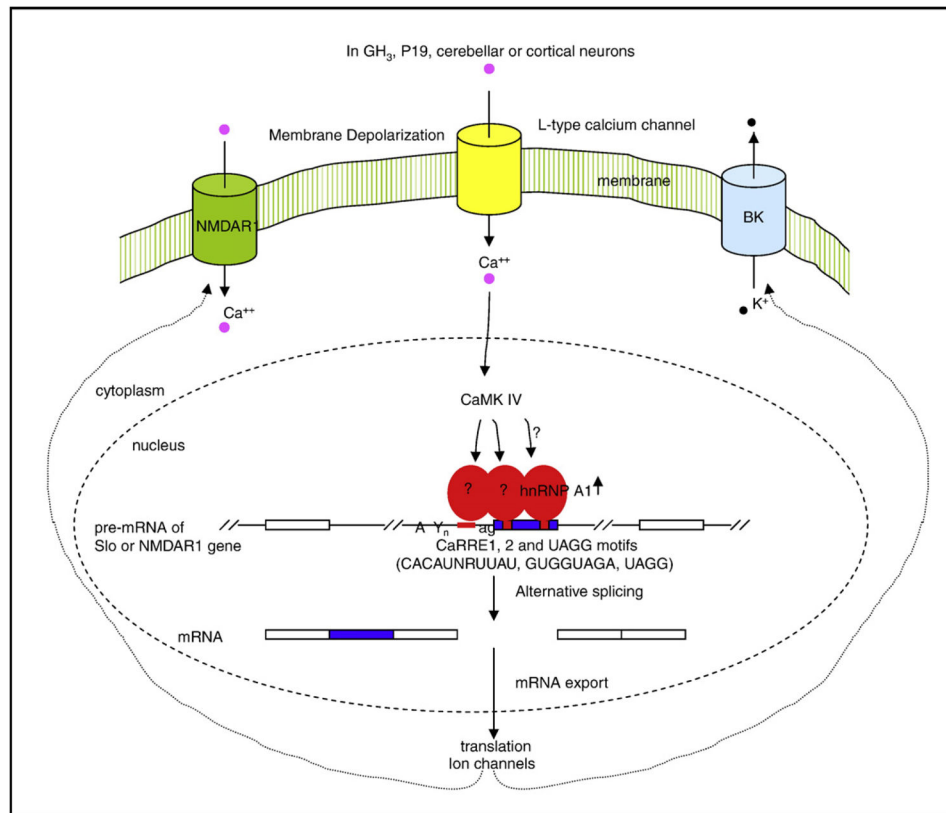 In GH₃, P19, cerebellar or cortical neurons
Membrane Depolarization
L-type calcium channel
membrane
NMDAR1
BK
Ca⁺⁺
Ca⁺⁺
K⁺
cytoplasm
CaMK IV
nucleus
?
? ? hnRNP A1
pre-mRNA of
Slo or NMDAR1 gene
A Yₙ ag
CaRRE1, 2 and UAGG motifs
(CACAUNRUUAU, GUGGUAGA, UAGG)
Alternative splicing
mRNA
mRNA export
translation
Ion channels